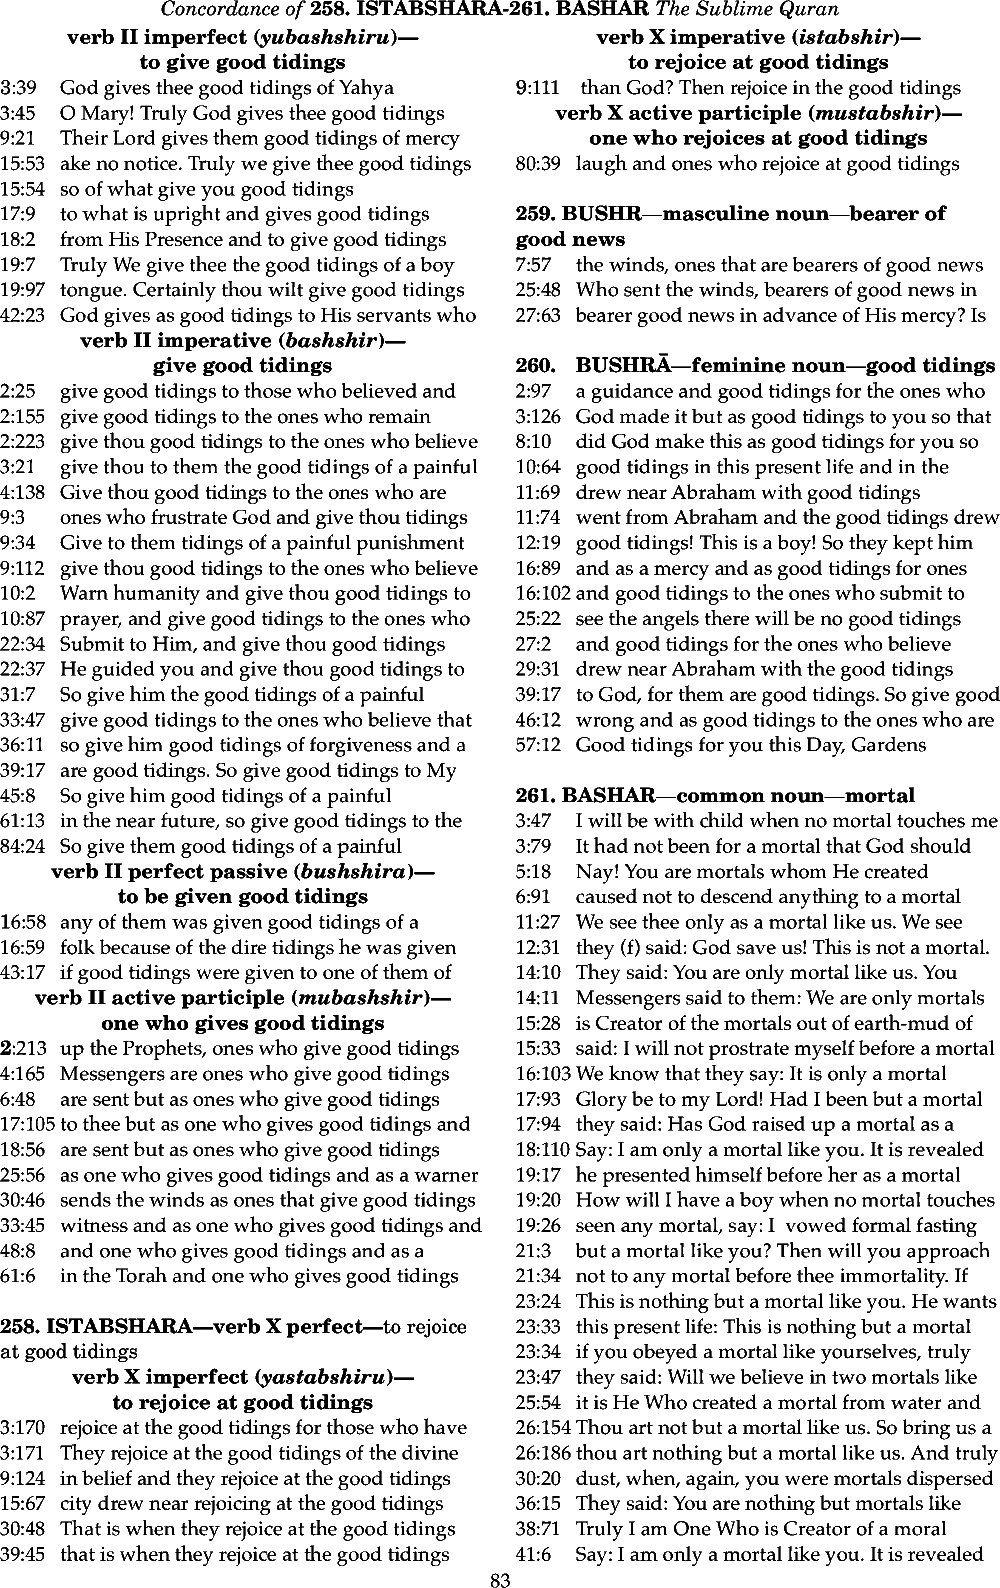 Concordance of 258. ISTABSHARA-261. BASHAR The Sublime Quran
verb II imperfect (yubashshiru)—
to give good tidings
3:39 God gives thee good tidings of Yahya
3:45 O Mary! Truly God gives thee good tidings
9:21 Their Lord gives them good tidings of mercy
15:53 ake no notice. Truly we give thee good tidings
15:54 so of what give you good tidings
17:9 to what is upright and gives good tidings
18:2 from His Presence and to give good tidings
19:7 Truly We give thee the good tidings of a boy
19:97 tongue. Certainly thou wilt give good tidings
42:23 God gives as good tidings to His servants who
verb II imperative (bashshir)—
give good tidings
2:25 give good tidings to those who believed and
2:155 give good tidings to the ones who remain
2:223 give thou good tidings to the ones who believe
3:21 give thou to them the good tidings of a painful
4:138 Give thou good tidings to the ones who are
9:3 ones who frustrate God and give thou tidings
9:34 Give to them tidings of a painful punishment
9:112 give thou good tidings to the ones who believe
10:2 Warn humanity and give thou good tidings to
10:87 prayer, and give good tidings to the ones who
22:34 Submit to Him, and give thou good tidings
22:37 He guided you and give thou good tidings to
31:7 So give him the good tidings of a painful
33:47 give good tidings to the ones who believe that
36:11 so give him good tidings of forgiveness and a
39:17 are good tidings. So give good tidings to My
45:8 So give him good tidings of a painful
61:13 in the near future, so give good tidings to the
84:24 So give them good tidings of a painful
verb II perfect passive (bushshira)—
to be given good tidings
16:58 any of them was given good tidings of a
16:59 folk because of the dire tidings he was given
43:17 if good tidings were given to one of them of
verb II active participle (mubashshir)—
one who gives good tidings
2:213 up the Prophets, ones who give good tidings
4:165 Messengers are ones who give good tidings
6:48 are sent but as ones who give good tidings
17:105 to thee but as one who gives good tidings and
18:56 are sent but as ones who give good tidings
25:56 as one who gives good tidings and as a warner
30:46 sends the winds as ones that give good tidings
33:45 witness and as one who gives good tidings and
48:8 and one who gives good tidings and as a
61:6 in the Torah and one who gives good tidings
258. ISTABSHARA—verb X perfect—to rejoice
at good tidings
verb X imperfect (yastabshiru)—
to rejoice at good tidings
3:170 rejoice at the good tidings for those who have
3:171 They rejoice at the good tidings of the divine
9:124 in belief and they rejoice at the good tidings
15:67 city drew near rejoicing at the good tidings
30:48 That is when they rejoice at the good tidings
39:45 that is when they rejoice at the good tidings
verb X imperative (istabshir)—
to rejoice at good tidings
9:111 than God? Then rejoice in the good tidings
verb X active participle (mustabshir)—
one who rejoices at good tidings
80:39 laugh and ones who rejoice at good tidings
259. BUSHR—masculine noun—bearer of
good news
7:57 the winds, ones that are bearers of good news
25:48 Who sent the winds, bearers of good news in
27:63 bearer good news in advance of His mercy? Is
260. BUSHRĀ—feminine noun—good tidings
2:97 a guidance and good tidings for the ones who
3:126 God made it but as good tidings to you so that
8:10 did God make this as good tidings for you so
10:64 good tidings in this present life and in the
11:69 drew near Abraham with good tidings
11:74 went from Abraham and the good tidings drew
12:19 good tidings! This is a boy! So they kept him
16:89 and as a mercy and as good tidings for ones
16:102 and good tidings to the ones who submit to
25:22 see the angels there will be no good tidings
27:2 and good tidings for the ones who believe
29:31 drew near Abraham with the good tidings
39:17 to God, for them are good tidings. So give good
46:12 wrong and as good tidings to the ones who are
57:12 Good tidings for you this Day, Gardens
261. BASHAR—common noun—mortal
3:47 I will be with child when no mortal touches me
3:79 It had not been for a mortal that God should
5:18 Nay! You are mortals whom He created
6:91 caused not to descend anything to a mortal
11:27 We see thee only as a mortal like us. We see
12:31 they (f) said: God save us! This is not a mortal.
14:10 They said: You are only mortal like us. You
14:11 Messengers said to them: We are only mortals
15:28 is Creator of the mortals out of earth-mud of
15:33 said: I will not prostrate myself before a mortal
16:103 We know that they say: It is only a mortal
17:93 Glory be to my Lord! Had I been but a mortal
17:94 they said: Has God raised up a mortal as a
18:110 Say: I am only a mortal like you. It is revealed
19:17 he presented himself before her as a mortal
19:20 How will I have a boy when no mortal touches
19:26 seen any mortal, say: I vowed formal fasting
21:3 but a mortal like you? Then will you approach
21:34 not to any mortal before thee immortality. If
23:24 This is nothing but a mortal like you. He wants
23:33 this present life: This is nothing but a mortal
23:34 if you obeyed a mortal like yourselves, truly
23:47 they said: Will we believe in two mortals like
25:54 it is He Who created a mortal from water and
26:154 Thou art not but a mortal like us. So bring us a
26:186 thou art nothing but a mortal like us. And truly
30:20 dust, when, again, you were mortals dispersed
36:15 They said: You are nothing but mortals like
38:71 Truly I am One Who is Creator of a moral
41:6 Say: I am only a mortal like you. It is revealed
83